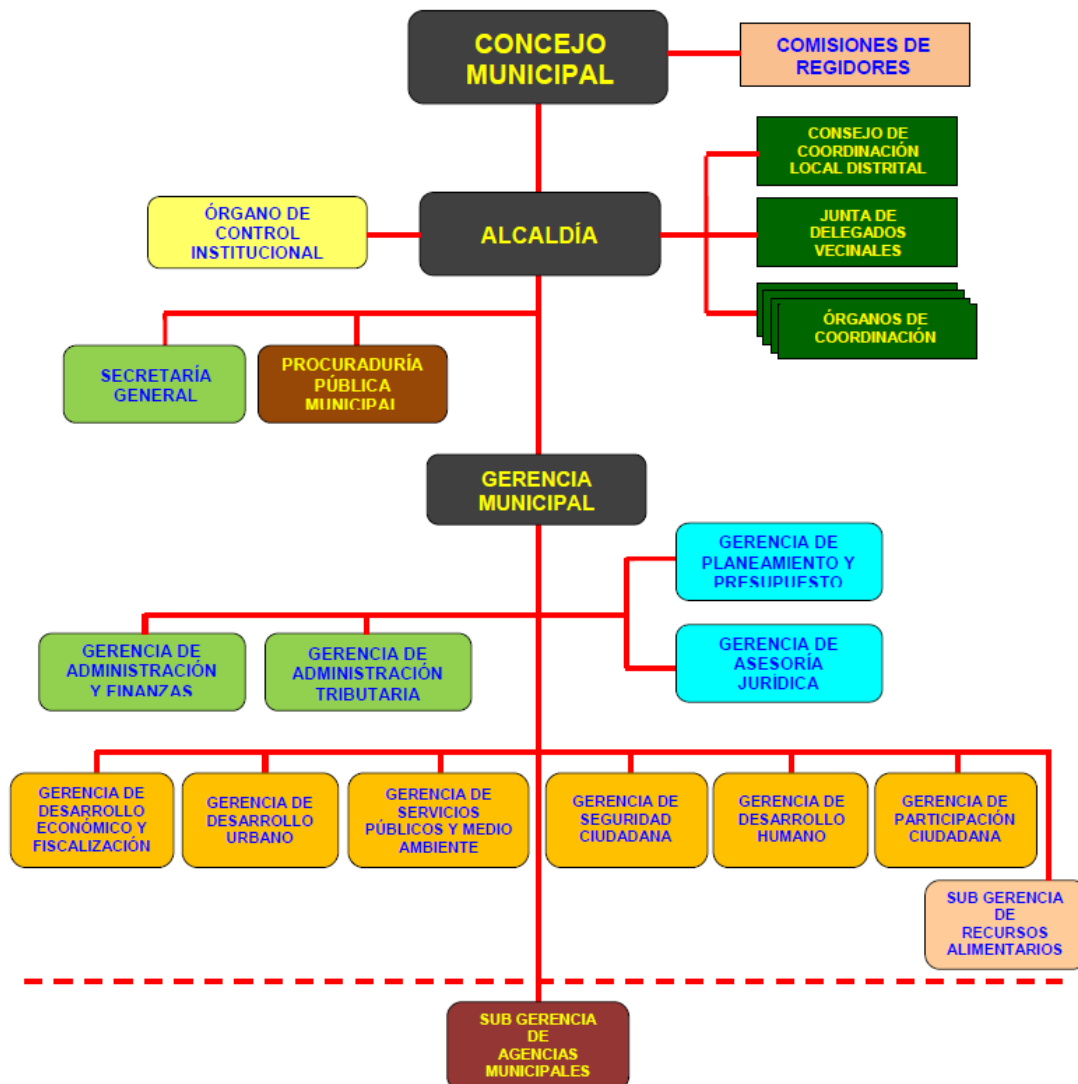 CONCEJO
MUNICIPAL
COMISIONES DE
REGIDORES
CONSEJO DE
COORDINACIÓN
LOCAL DISTRITAL
ÓRGANO DE
CONTROL
INSTITUCIONAL
ALCALDÍA
JUNTA DE
DELEGADOS
VECINALES
ÓRGANOS DE
COORDINACIÓN
SECRETARÍA
GENERAL
PROCURADURÍA
PÚBLICA
MUNICIPAL
GERENCIA
MUNICIPAL
GERENCIA DE
PLANEAMIENTO Y
PRESUPUESTO
GERENCIA DE
ADMINISTRACIÓN
Y FINANZAS
GERENCIA DE
ADMINISTRACIÓN
TRIBUTARIA
GERENCIA DE
ASESORÍA
JURÍDICA
GERENCIA DE
DESARROLLO
ECONÓMICO Y
FISCALIZACIÓN
GERENCIA DE
DESARROLLO
URBANO
GERENCIA DE
SERVICIOS
PÚBLICOS Y MEDIO
AMBIENTE
GERENCIA DE
SEGURIDAD
CIUDADANA
GERENCIA DE
DESARROLLO
HUMANO
GERENCIA DE
PARTICIPACIÓN
CIUDADANA
SUB GERENCIA
DE
RECURSOS
ALIMENTARIOS
SUB GERENCIA
DE
AGENCIAS
MUNICIPALES